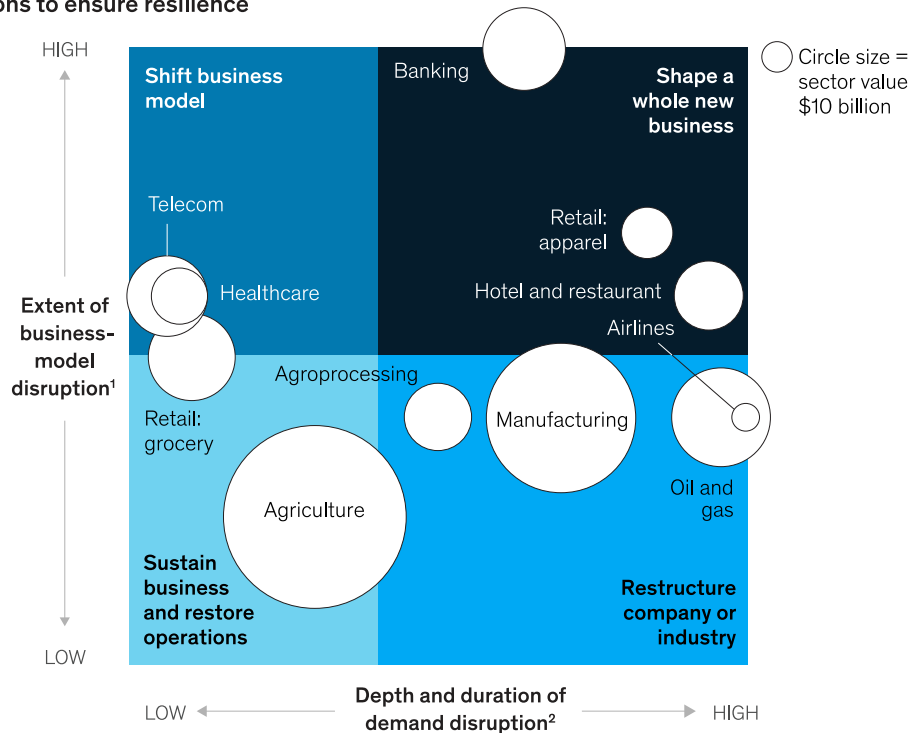 ons to ensure resilience
HIGH
Shift business
model
Banking
Shape a
whole new
business
Circle size =
sector value
$10 billion
Telecom
Retail:
apparel
Healthcare
Hotel and restaurant
Extent of
business-
model
disruption¹
Airlines
Agroprocessing
Retail:
grocery
Manufacturing
Oil and
gas
Agriculture
Sustain
business
and restore
operations
Restructure
company or
industry
LOW
LOW
Depth and duration of
demand disruption²
HIGH